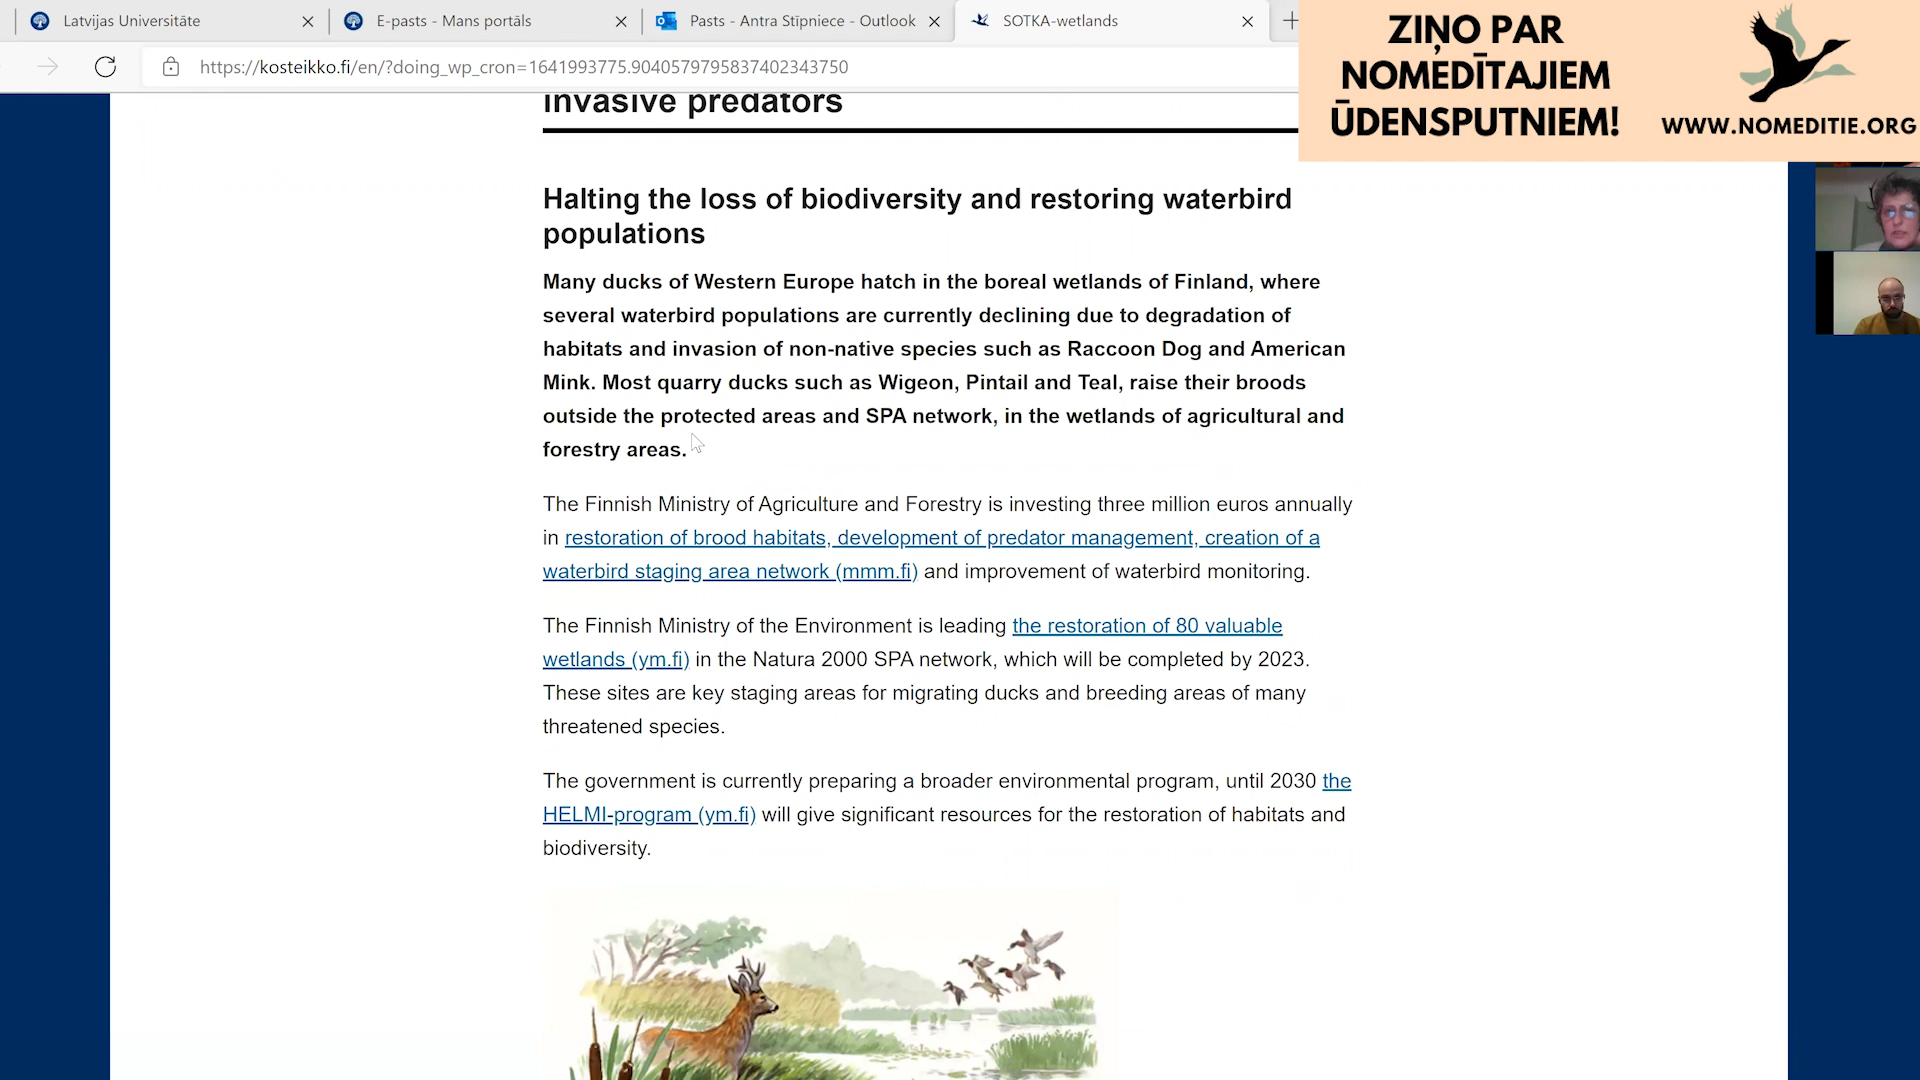 Latvijas Universitāte
E-pasts - Mans portāls
Pasts - Antra Stīpniece - Outlook
SOTKA-wetlands
https://kosteikko.fi/en/?doing_wp_cron=1641993775.9040579795837402343750
ZIŅO PAR
NOMEDĪTAJIEM
ŪDENSPUTNIEM!
WWW.NOMEDITIE.ORG
invasive predators
Halting the loss of biodiversity and restoring waterbird
populations
Many ducks of Western Europe hatch in the boreal wetlands of Finland, where
several waterbird populations are currently declining due to degradation of
habitats and invasion of non-native species such as Raccoon Dog and American
Mink. Most quarry ducks such as Wigeon, Pintail and Teal, raise their broods
outside the protected areas and SPA network, in the wetlands of agricultural and
forestry areas.
The Finnish Ministry of Agriculture and Forestry is investing three million euros annually
in restoration of brood habitats, development of predator management, creation of a
waterbird staging area network (mmm.fi) and improvement of waterbird monitoring.
The Finnish Ministry of the Environment is leading the restoration of 80 valuable
wetlands (ym.fi) in the Natura 2000 SPA network, which will be completed by 2023.
These sites are key staging areas for migrating ducks and breeding areas of many
threatened species.
The government is currently preparing a broader environmental program, until 2030 the
HELMI-program (ym.fi) will give significant resources for the restoration of habitats and
biodiversity.